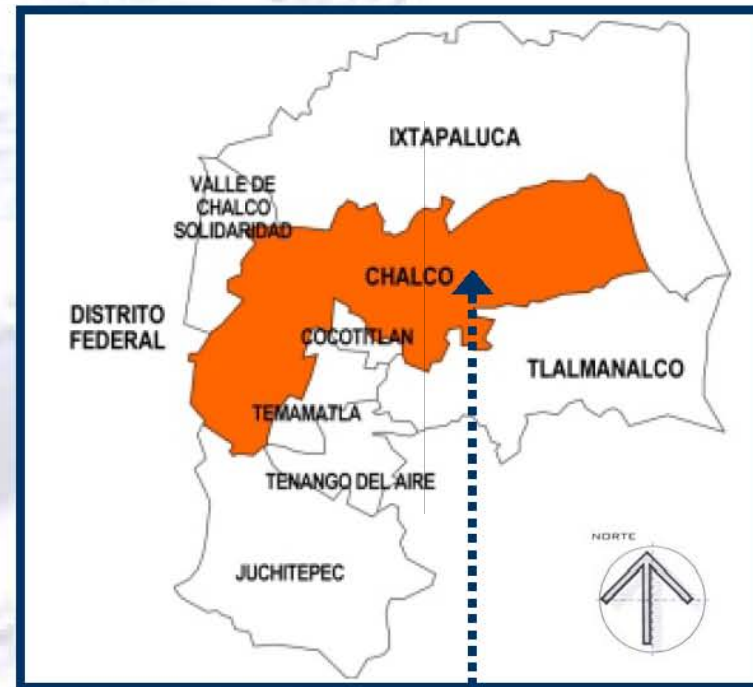 IXTAPALUCA
VALLE DE
CHALCO
SOLIDARIDAD
CHALCO
DISTRITO
FEDERAL
COCOTITLAN
TLALMANALCO
TEMAMATLA
TENANGO DEL AIRE
NORTE
JUCHITEPEC